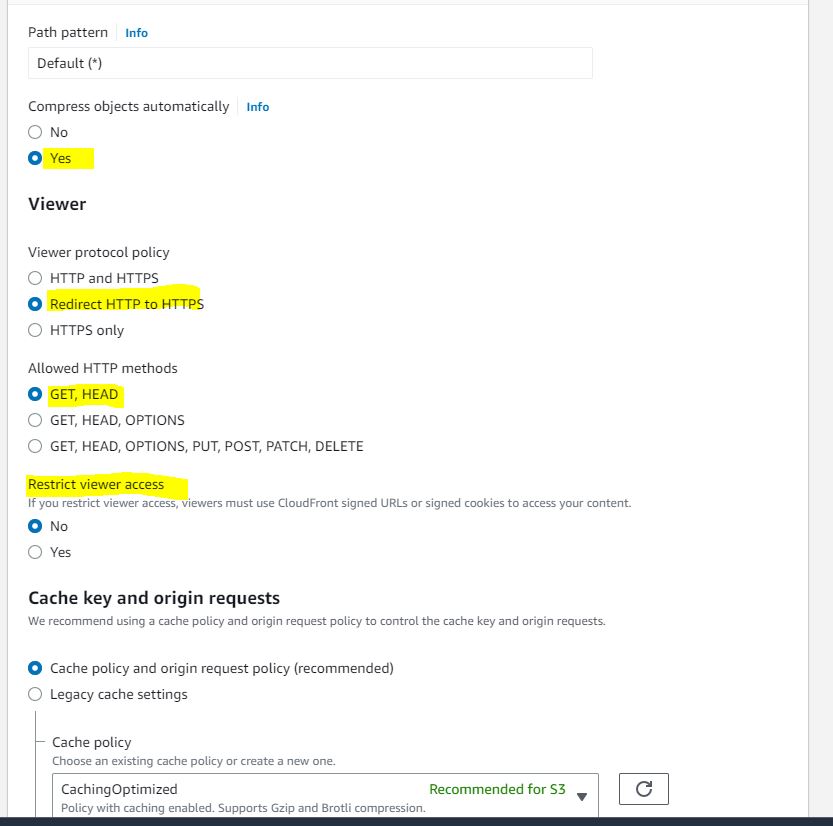 Path pattern Info
Default (*)
Compress objects automatically Info
No
Yes
Viewer
Viewer protocol policy
HTTP and HTTPS
Redirect HTTP to HTTPS
HTTPS only
Allowed HTTP methods
GET, HEAD
GET, HEAD, OPTIONS
GET, HEAD, OPTIONS, PUT, POST, PATCH, DELETE
Restrict viewer access
If you restrict viewer access, viewers must use CloudFront signed URLs or signed cookies to access your content.
No
Yes
Cache key and origin requests
We recommend using a cache policy and origin request policy to control the cache key and origin requests.
Cache policy and origin request policy (recommended)
Legacy cache settings
Cache policy
Choose an existing cache policy or create a new one.
CachingOptimized Recommended for S3
Policy with caching enabled. Supports Gzip and Brotli compression.